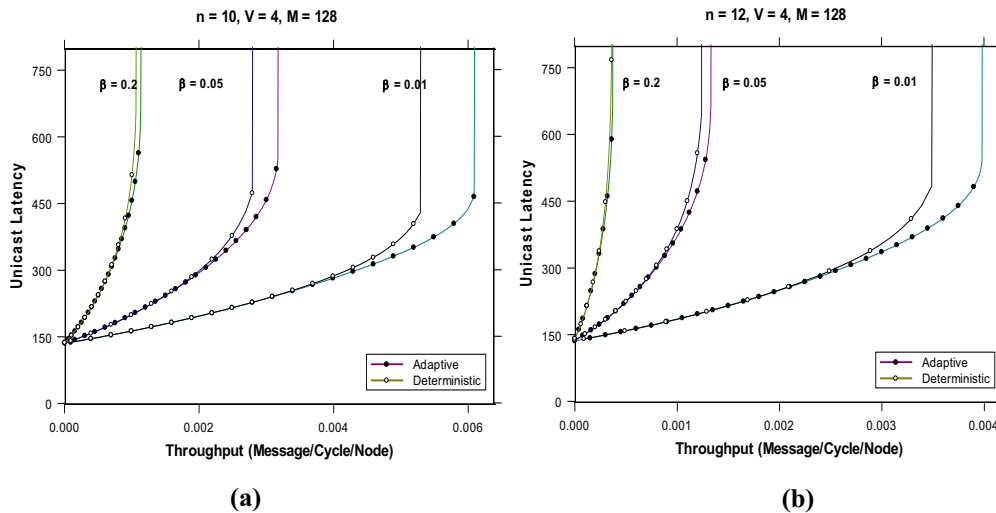 n = 10, V = 4, M = 128
750
600
450
300
150
0
Unicast Latency
β = 0.2
β = 0.05
β = 0.01
Adaptive
Deterministic
0.000
0.002
0.004
0.006
Throughput (Message/Cycle/Node)
(a)
n = 12, V = 4, M = 128
750
600
450
300
150
0
Unicast Latency
β = 0.2
β = 0.05
β = 0.01
Adaptive
Deterministic
0.000
0.001
0.002
0.003
0.004
Throughput (Message/Cycle/Node)
(b)